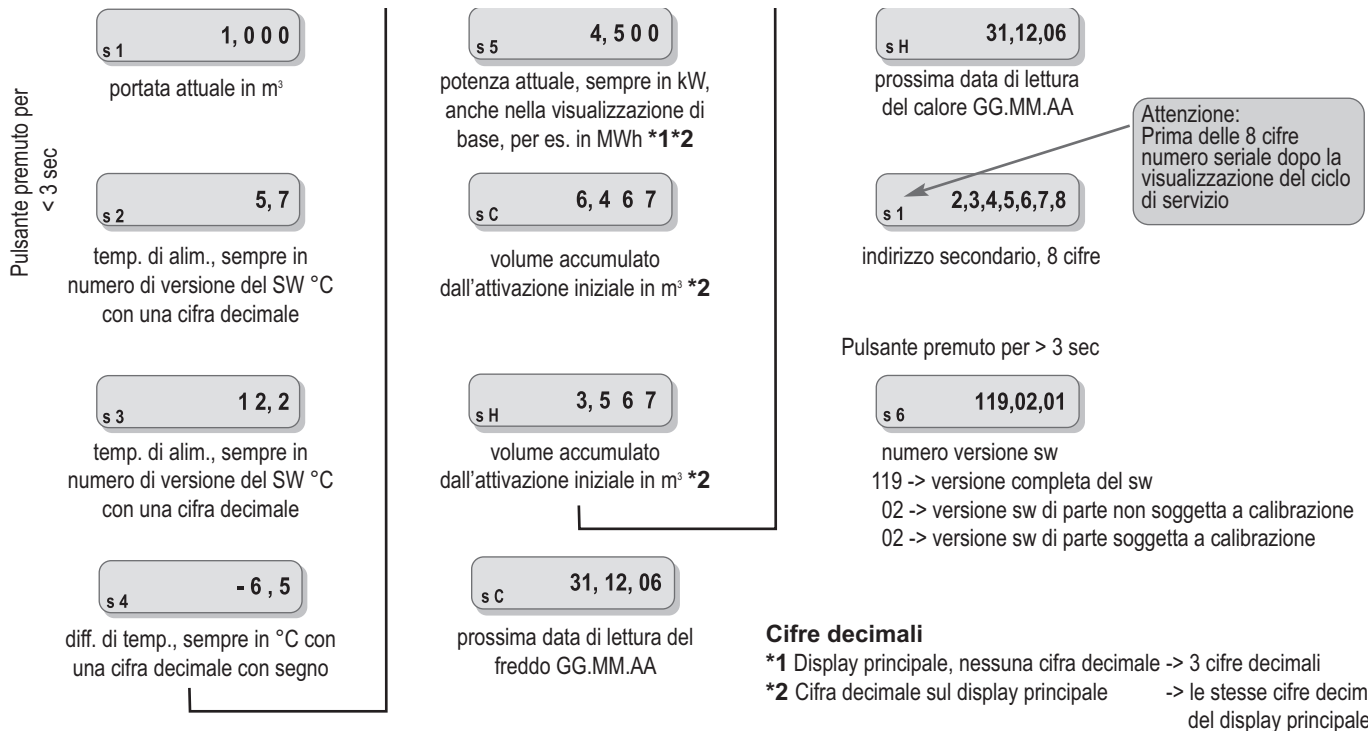 Pulsante premuto per
< 3 sec
s 1 1, 0 0 0
portata attuale in m³
s 2 5, 7
temp. di alim., sempre in
numero di versione del SW °C
con una cifra decimale
s 3 1 2, 2
temp. di alim., sempre in
numero di versione del SW °C
con una cifra decimale
s 4 - 6 , 5
diff. di temp., sempre in °C con
una cifra decimale con segno
s 5 4, 5 0 0
potenza attuale, sempre in kW,
anche nella visualizzazione di
base, per es. in MWh *1*2
s C 6, 4 6 7
volume accumulato
dall'attivazione iniziale in m³ *2
s H 3, 5 6 7
volume accumulato
dall'attivazione iniziale in m³ *2
s C 31, 12, 06
prossima data di lettura del
freddo GG.MM.AA
s H 31,12,06
prossima data di lettura
del calore GG.MM.AA
Attenzione:
Prima delle 8 cifre
numero seriale dopo la
visualizzazione del ciclo
di servizio
s 1 2,3,4,5,6,7,8
indirizzo secondario, 8 cifre
Pulsante premuto per > 3 sec
s 6 119,02,01
numero versione sw
119 -> versione completa del sw
02 -> versione sw di parte non soggetta a calibrazione
02 -> versione sw di parte soggetta a calibrazione
Cifre decimali
*1 Display principale, nessuna cifra decimale -> 3 cifre decimali
*2 Cifra decimale sul display principale -> le stesse cifre decim
del display principale